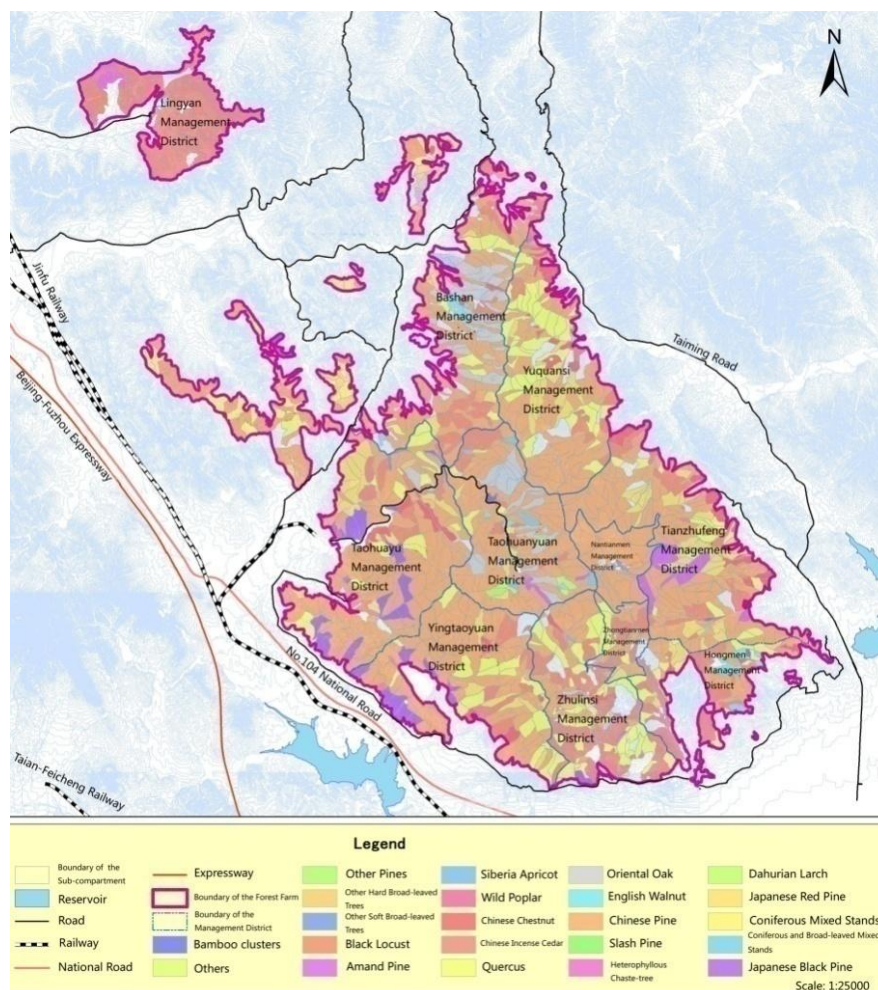 N
Lingyan
Management
District
Jinfu Railway
Beijing-Fuzhou Expressway
Bashan
Management
District
Taiming Road
Yuquansi
Management
District
Tianzhufeng
Management
District
Taohuayu
Management
District
Taohuanyuan
Management
District
Nantianmen
Management
District
Yingtaoyuan
Management
District
Zhongtianmen
Management
District
Hongmen
Management
District
No.104 National Road
Zhulinsi
Management
District
Taian-Feicheng Railway
Legend
Boundary of the
Sub-compartment
Reservoir
Road
Railway
National Road
Expressway
Boundary of the Forest Farm
Boundary of the
Management District
Bamboo clusters
Others
Other Pines
Other Hard Broad-leaved
Trees
Other Soft Broad-leaved
Trees
Black Locust
Amand Pine
Siberia Apricot
Wild Poplar
Chinese Chestnut
Chinese Incense Cedar
Quercus
Oriental Oak
English Walnut
Chinese Pine
Slash Pine
Heterophyllous
Chaste-tree
Dahurian Larch
Japanese Red Pine
Coniferous Mixed Stands
Coniferous and Broad-leaved Mixed
Stands
Japanese Black Pine
Scale: 1:25000